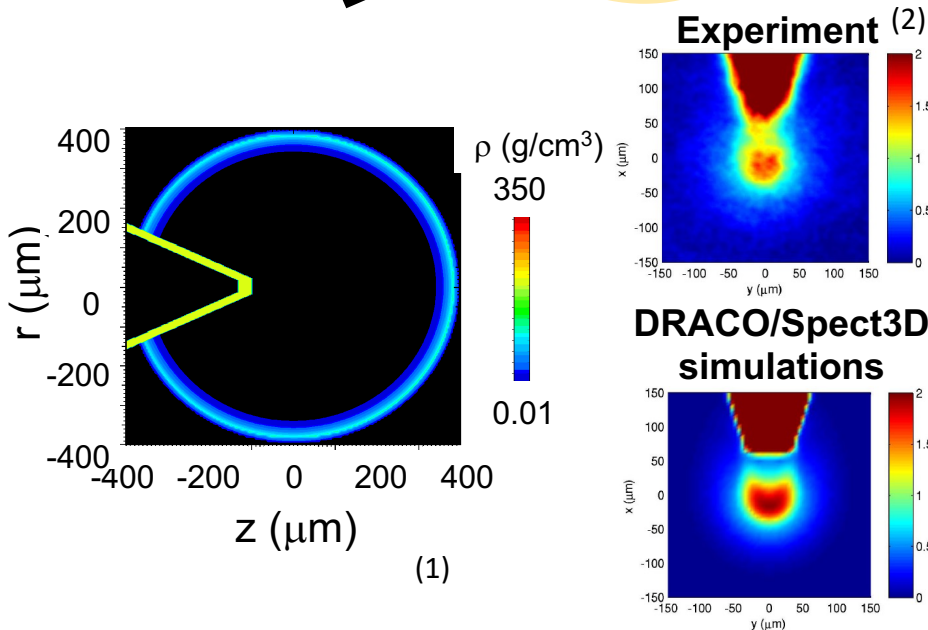 ρ (g/cm³)
350
0.01
400
200
0
-200
-400
r (μm)
-400 -200 0 200 400
z (μm)
(1)
Experiment (2)
150
100
50
0
-50
-100
-150
x (μm)
-150 -100 -50 0 50 100 150
y (μm)
2
1.5
1
0.5
0
DRACO/Spect3D
simulations
150
100
50
0
-50
-100
-150
x (μm)
-150 -100 -50 0 50 100 150
y (μm)
2
1.5
1
0.5
0